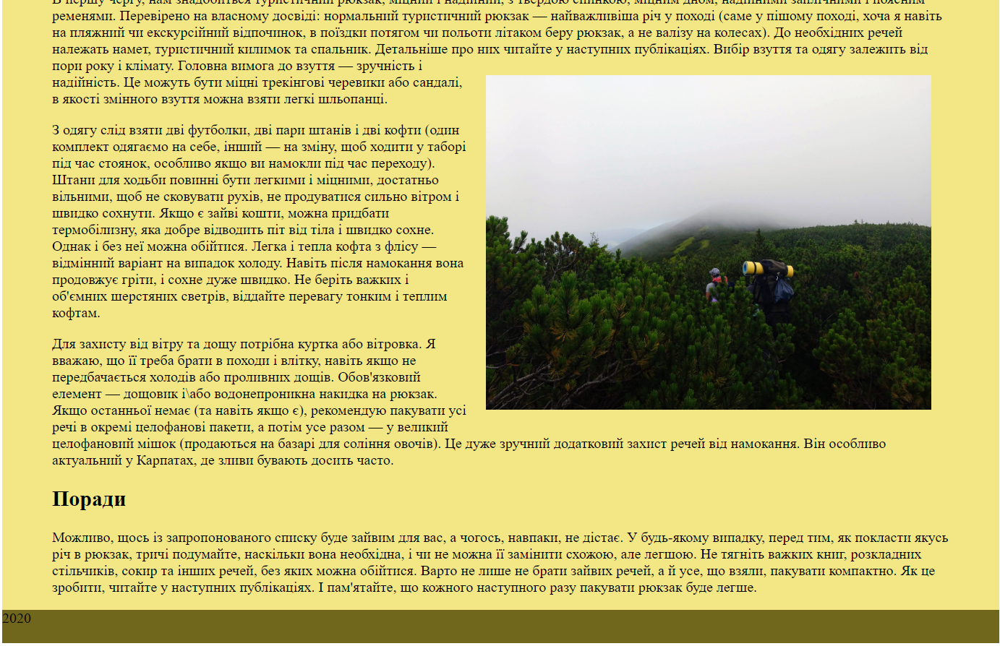 В першу чергу, нам знадобиться туристичний рюкзак, міцний і надійний, з твердою спинкою, міцним дном, надійними заплічними і поясним
ременями. Перевірено на власному досвіді: нормальний туристичний рюкзак — найважливіша річ у поході (саме у пішому поході, хоча я навіть
на пляжний чи екскурсійний відпочинок, в поїздки потягом чи польоти літаком беру рюкзак, а не валізу на колесах). До необхідних речей
належать намет, туристичний килимок та спальник. Детальніше про них читайте у наступних публікаціях. Вибір взуття та одягу залежить від
пори року і клімату. Головна вимога до взуття — зручність і
надійність. Це можуть бути міцні трекінгові черевики або сандалі,
в якості змінного взуття можна взяти легкі шльопанці.
З одягу слід взяти дві футболки, дві пари штанів і дві кофти (один
комплект одягаємо на себе, інший — на зміну, щоб ходити у таборі
під час стоянок, особливо якщо ви намокли під час переходу).
Штани для ходьби повинні бути легкими і міцними, достатньо
вільними, щоб не сковувати рухів, не продуватися сильно вітром і
швидко сохнути. Якщо є зайві кошти, можна придбати
термобілизну, яка добре відводить піт від тіла і швидко сохне.
Однак і без неї можна обійтися. Легка і тепла кофта з флісу —
відмінний варіант на випадок холоду. Навіть після намокання вона
продовжує гріти, і сохне дуже швидко. Не беріть важких і
об'ємних шерстяних светрів, віддайте перевагу тонким і теплим
кофтам.
Для захисту від вітру та дощу потрібна куртка або вітровка. Я
вважаю, що її треба брати в походи і влітку, навіть якщо не
передбачається холодів або проливних дощів. Обов'язковий
елемент — дощовик і\або водонепроникна накидка на рюкзак.
Якщо останньої немає (та навіть якщо є), рекомендую пакувати усі
речі в окремі целофанові пакети, а потім усе разом — у великий
целофановий мішок (продаються на базарі для соління овочів). Це дуже зручний додатковий захист речей від намокання. Він особливо
актуальний у Карпатах, де зливи бувають досить часто.
Поради
Можливо, щось із запропонованого списку буде зайвим для вас, а чогось, навпаки, не дістає. У будь-якому випадку, перед тим, як покласти якусь
річ в рюкзак, тричі подумайте, наскільки вона необхідна, і чи не можна її замінити схожою, але легшою. Не тягніть важких книг, розкладних
стільчиків, сокир та інших речей, без яких можна обійтися. Варто не лише не брати зайвих речей, а й усе, що взяли, пакувати компактно. Як це
зробити, читайте у наступних публікаціях. І пам'ятайте, що кожного наступного разу пакувати рюкзак буде легше.
2020